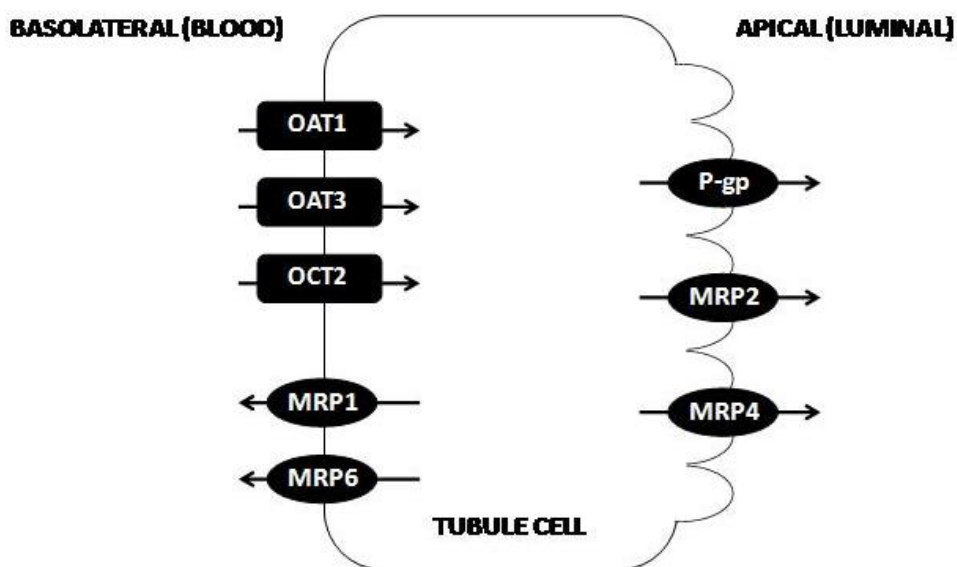 BASOLATERAL (BLOOD)
APICAL (LUMINAL)
OAT1
OAT3
OCT2
MRP1
MRP6
P-gp
MRP2
MRP4
TUBULE CELL